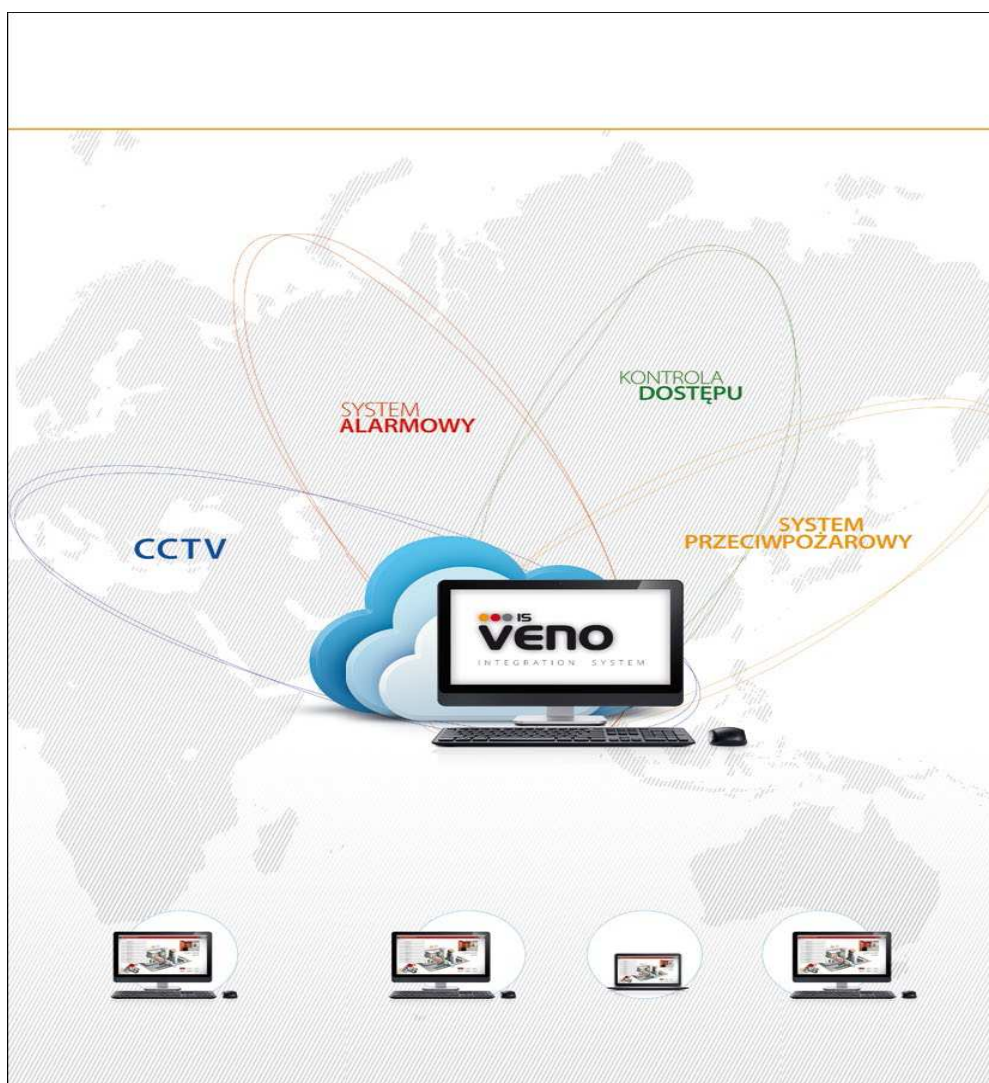 KONTROLA
DOSTĘPU
SYSTEM
ALARMOWY
SYSTEM
PRZECIWPOŻAROWY
CCTV
IS
VENO
INTEGRATION SYSTEM